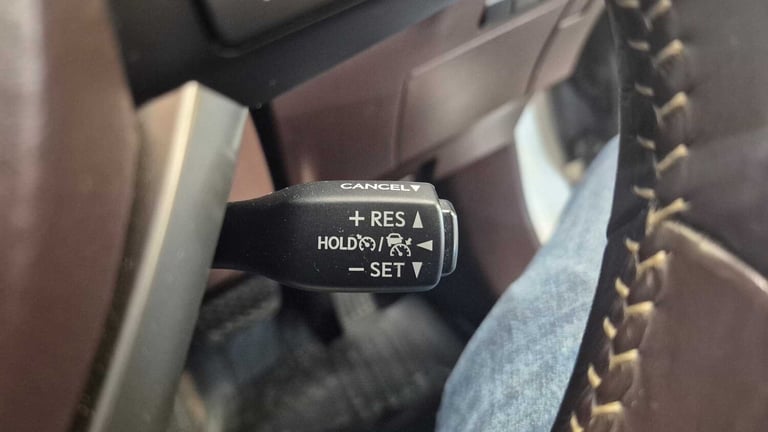 CANCEL▼
+ RES ▲
HOLD / ◀
− SET ▼